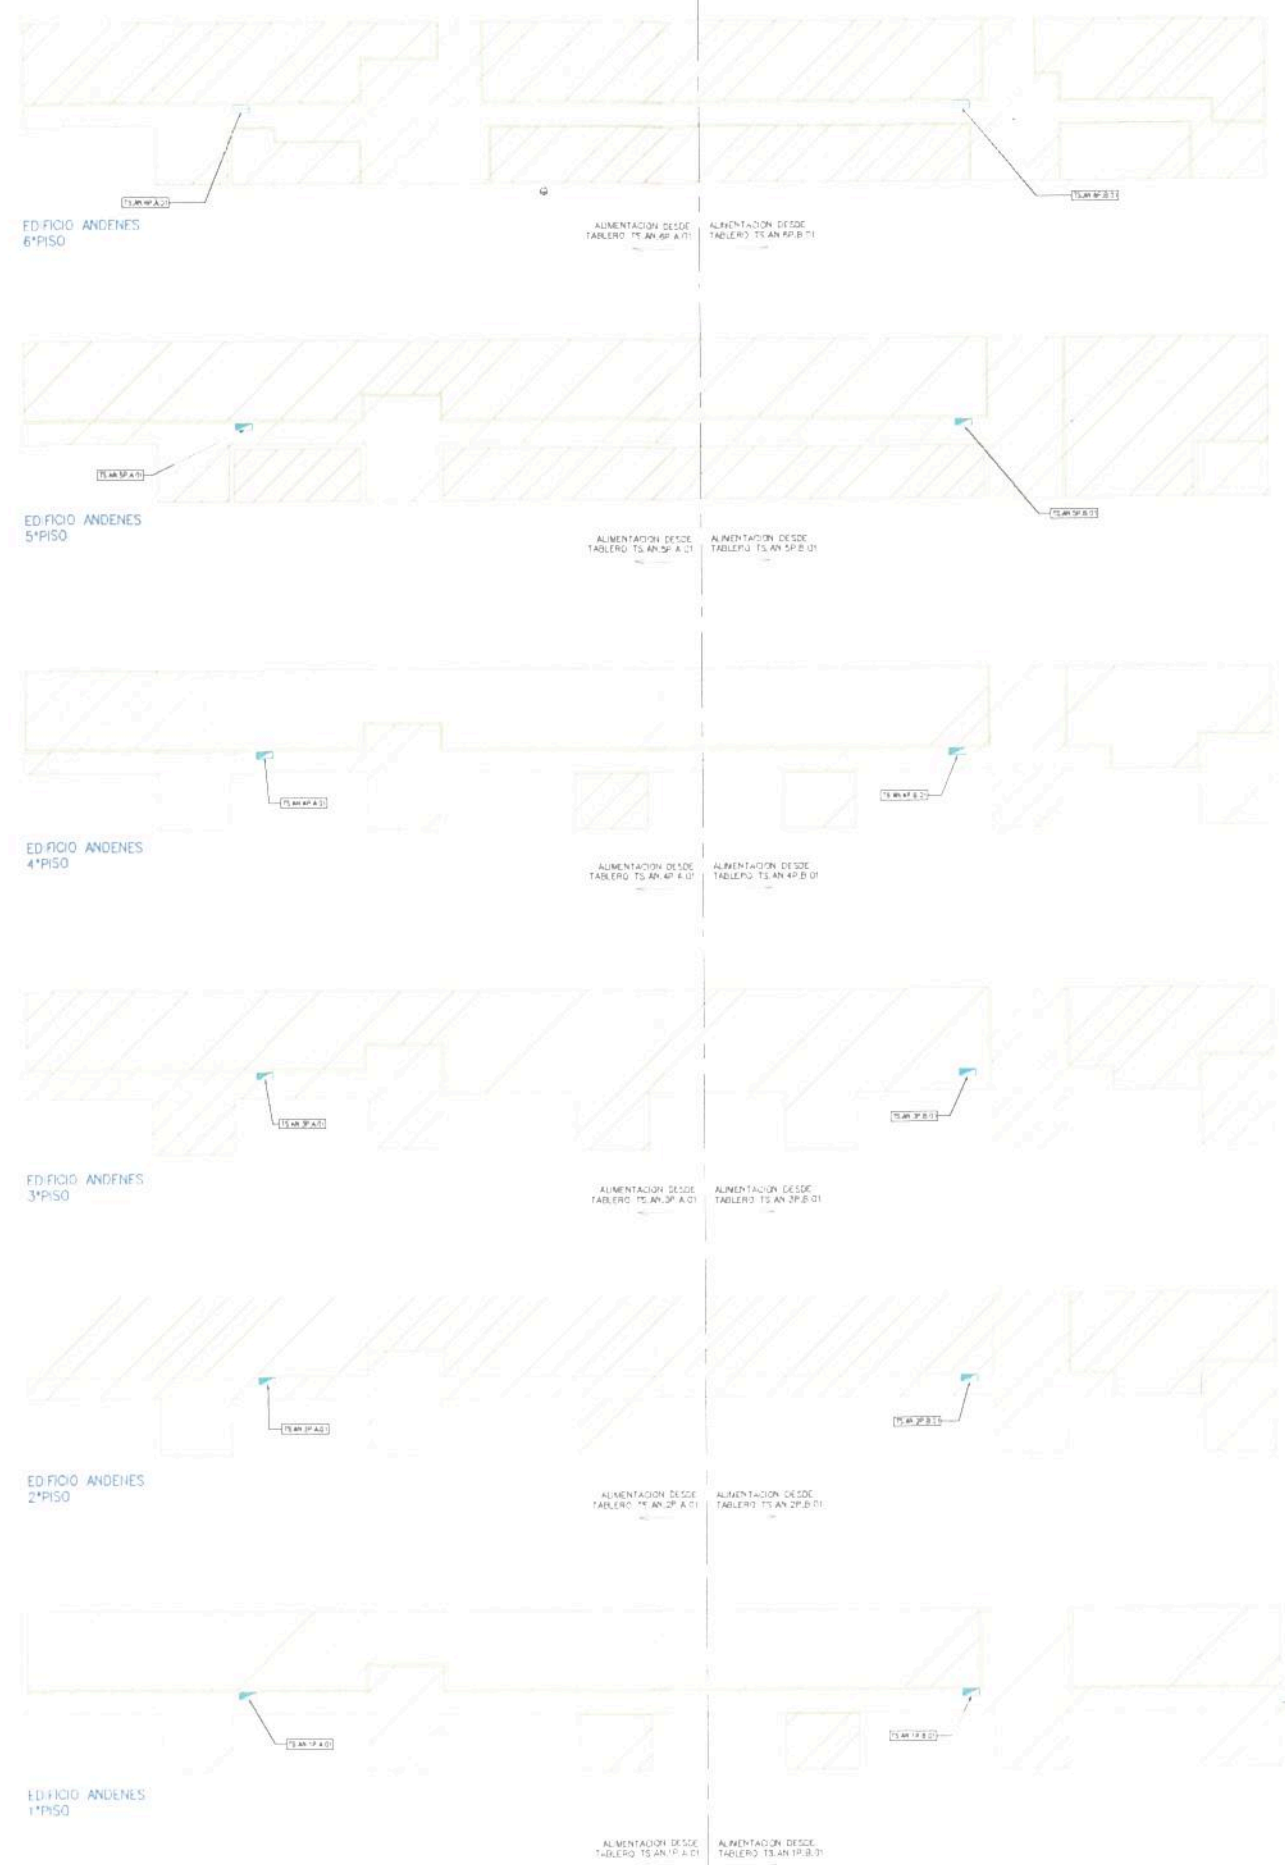 TS.AN.6P.A.01
TS.AN.6P.B.01
EDIFICIO ANDENES
6°PISO
ALIMENTACION DESDE
TABLERO TS.AN.6P.A.01
ALIMENTACION DESDE
TABLERO TS.AN.6P.B.01
TS.AN.5P.A.01
TS.AN.5P.B.01
EDIFICIO ANDENES
5°PISO
ALIMENTACION DESDE
TABLERO TS.AN.5P.A.01
ALIMENTACION DESDE
TABLERO TS.AN.5P.B.01
TS.AN.4P.A.01
TS.AN.4P.B.01
EDIFICIO ANDENES
4°PISO
ALIMENTACION DESDE
TABLERO TS.AN.4P.A.01
ALIMENTACION DESDE
TABLERO TS.AN.4P.B.01
TS.AN.3P.A.01
TS.AN.3P.B.01
EDIFICIO ANDENES
3°PISO
ALIMENTACION DESDE
TABLERO TS.AN.3P.A.01
ALIMENTACION DESDE
TABLERO TS.AN.3P.B.01
TS.AN.2P.A.01
TS.AN.2P.B.01
EDIFICIO ANDENES
2°PISO
ALIMENTACION DESDE
TABLERO TS.AN.2P.A.01
ALIMENTACION DESDE
TABLERO TS.AN.2P.B.01
TS.AN.1P.A.01
TS.AN.1P.B.01
EDIFICIO ANDENES
1°PISO
ALIMENTACION DESDE
TABLERO TS.AN.1P.A.01
ALIMENTACION DESDE
TABLERO TS.AN.1P.B.01